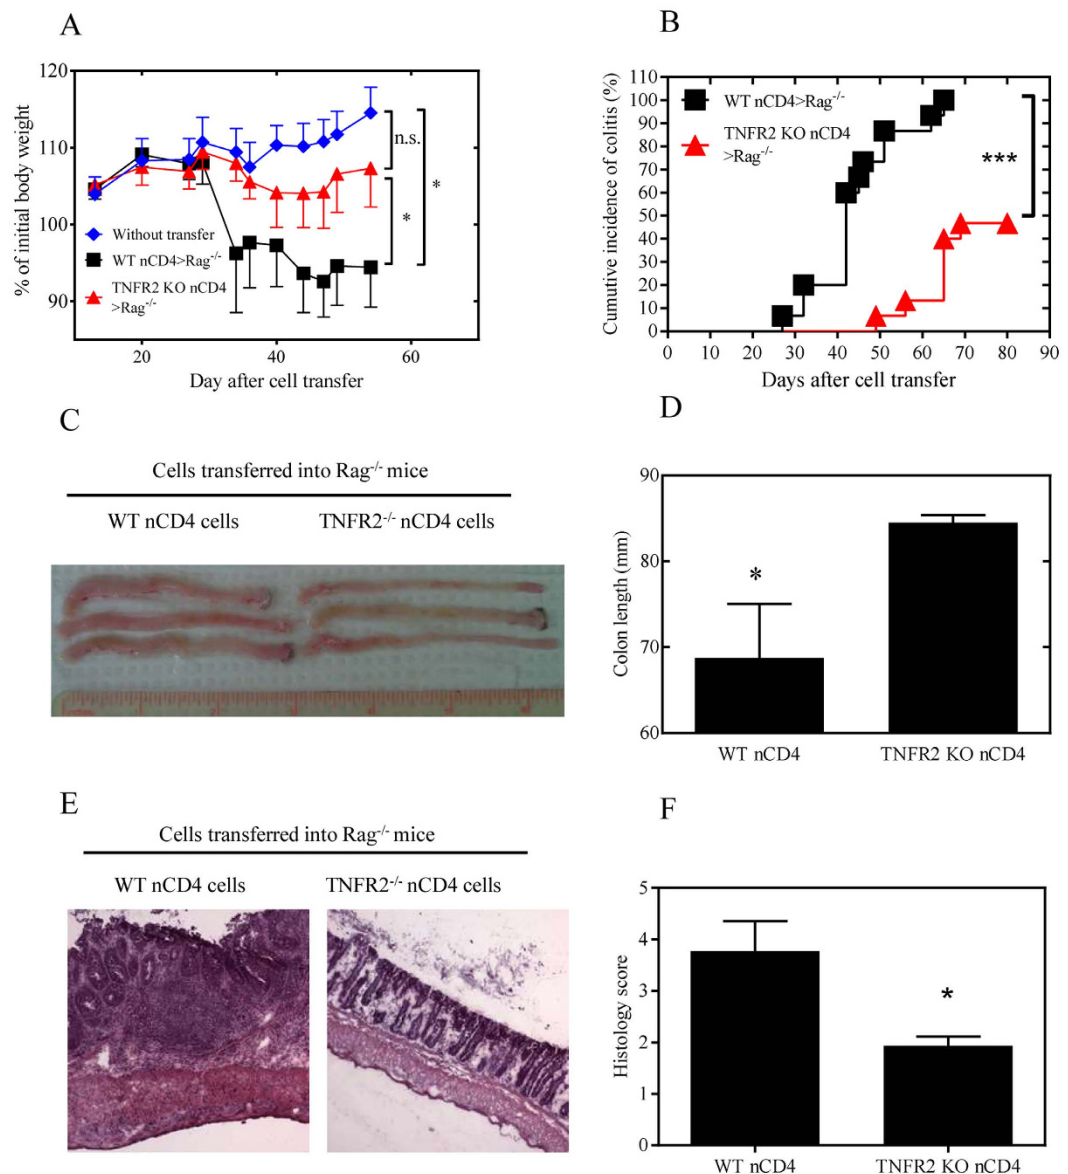 A
120
110
100
90
20
40
60
% of initial body weight
Day after cell transfer
Without transfer
WT nCD4>Rag-/-
TNFR2 KO nCD4
>Rag-/-
n.s.
*
*
B
110
100
90
80
70
60
50
40
30
20
10
0
0 10 20 30 40 50 60 70 80 90
Cumutive incidence of colitis (%)
Days after cell transfer
WT nCD4>Rag-/-
TNFR2 KO nCD4
>Rag-/-
***
C
Cells transferred into Rag-/- mice
WT nCD4 cells
TNFR2-/- nCD4 cells
D
90
80
70
60
Colon length (mm)
*
WT nCD4
TNFR2 KO nCD4
E
Cells transferred into Rag-/- mice
WT nCD4 cells
TNFR2-/- nCD4 cells
F
5
4
3
2
1
0
Histology score
*
WT nCD4
TNFR2 KO nCD4